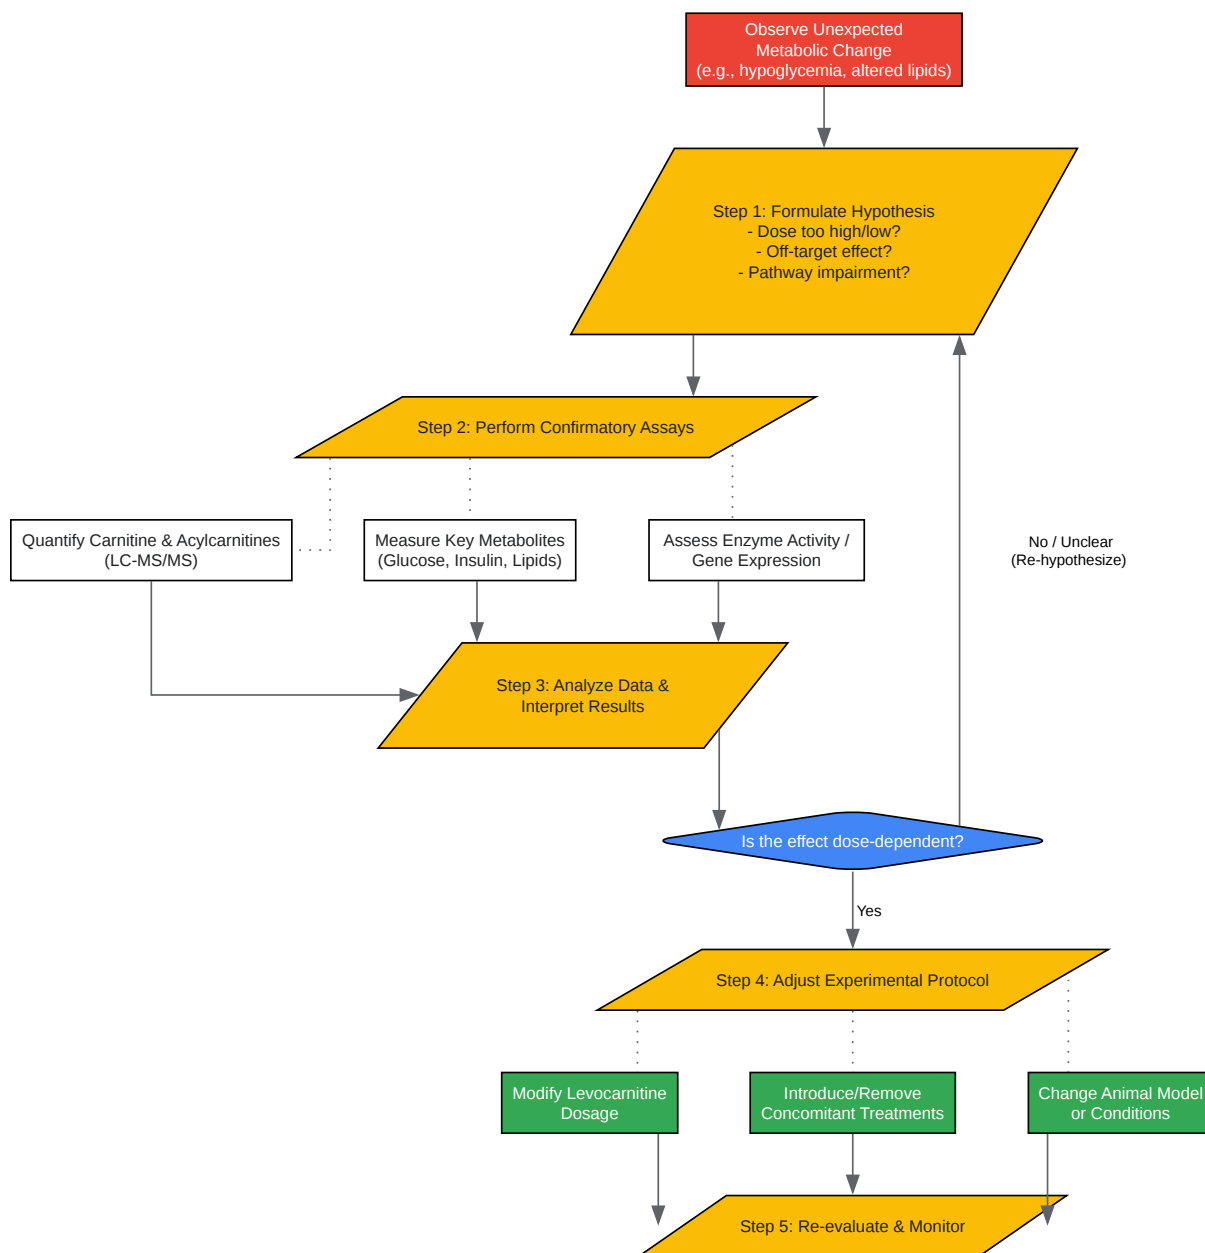 Observe Unexpected
Metabolic Change
(e.g., hypoglycemia, altered lipids)
Step 1: Formulate Hypothesis
- Dose too high/low?
- Off-target effect?
- Pathway impairment?
Step 2: Perform Confirmatory Assays
Quantify Carnitine & Acylcarnitines
(LC-MS/MS)
Measure Key Metabolites
(Glucose, Insulin, Lipids)
Assess Enzyme Activity /
Gene Expression
No / Unclear
(Re-hypothesize)
Step 3: Analyze Data &
Interpret Results
Is the effect dose-dependent?
Yes
Step 4: Adjust Experimental Protocol
Modify Levocarnitine
Dosage
Introduce/Remove
Concomitant Treatments
Change Animal Model
or Conditions
Step 5: Re-evaluate & Monitor